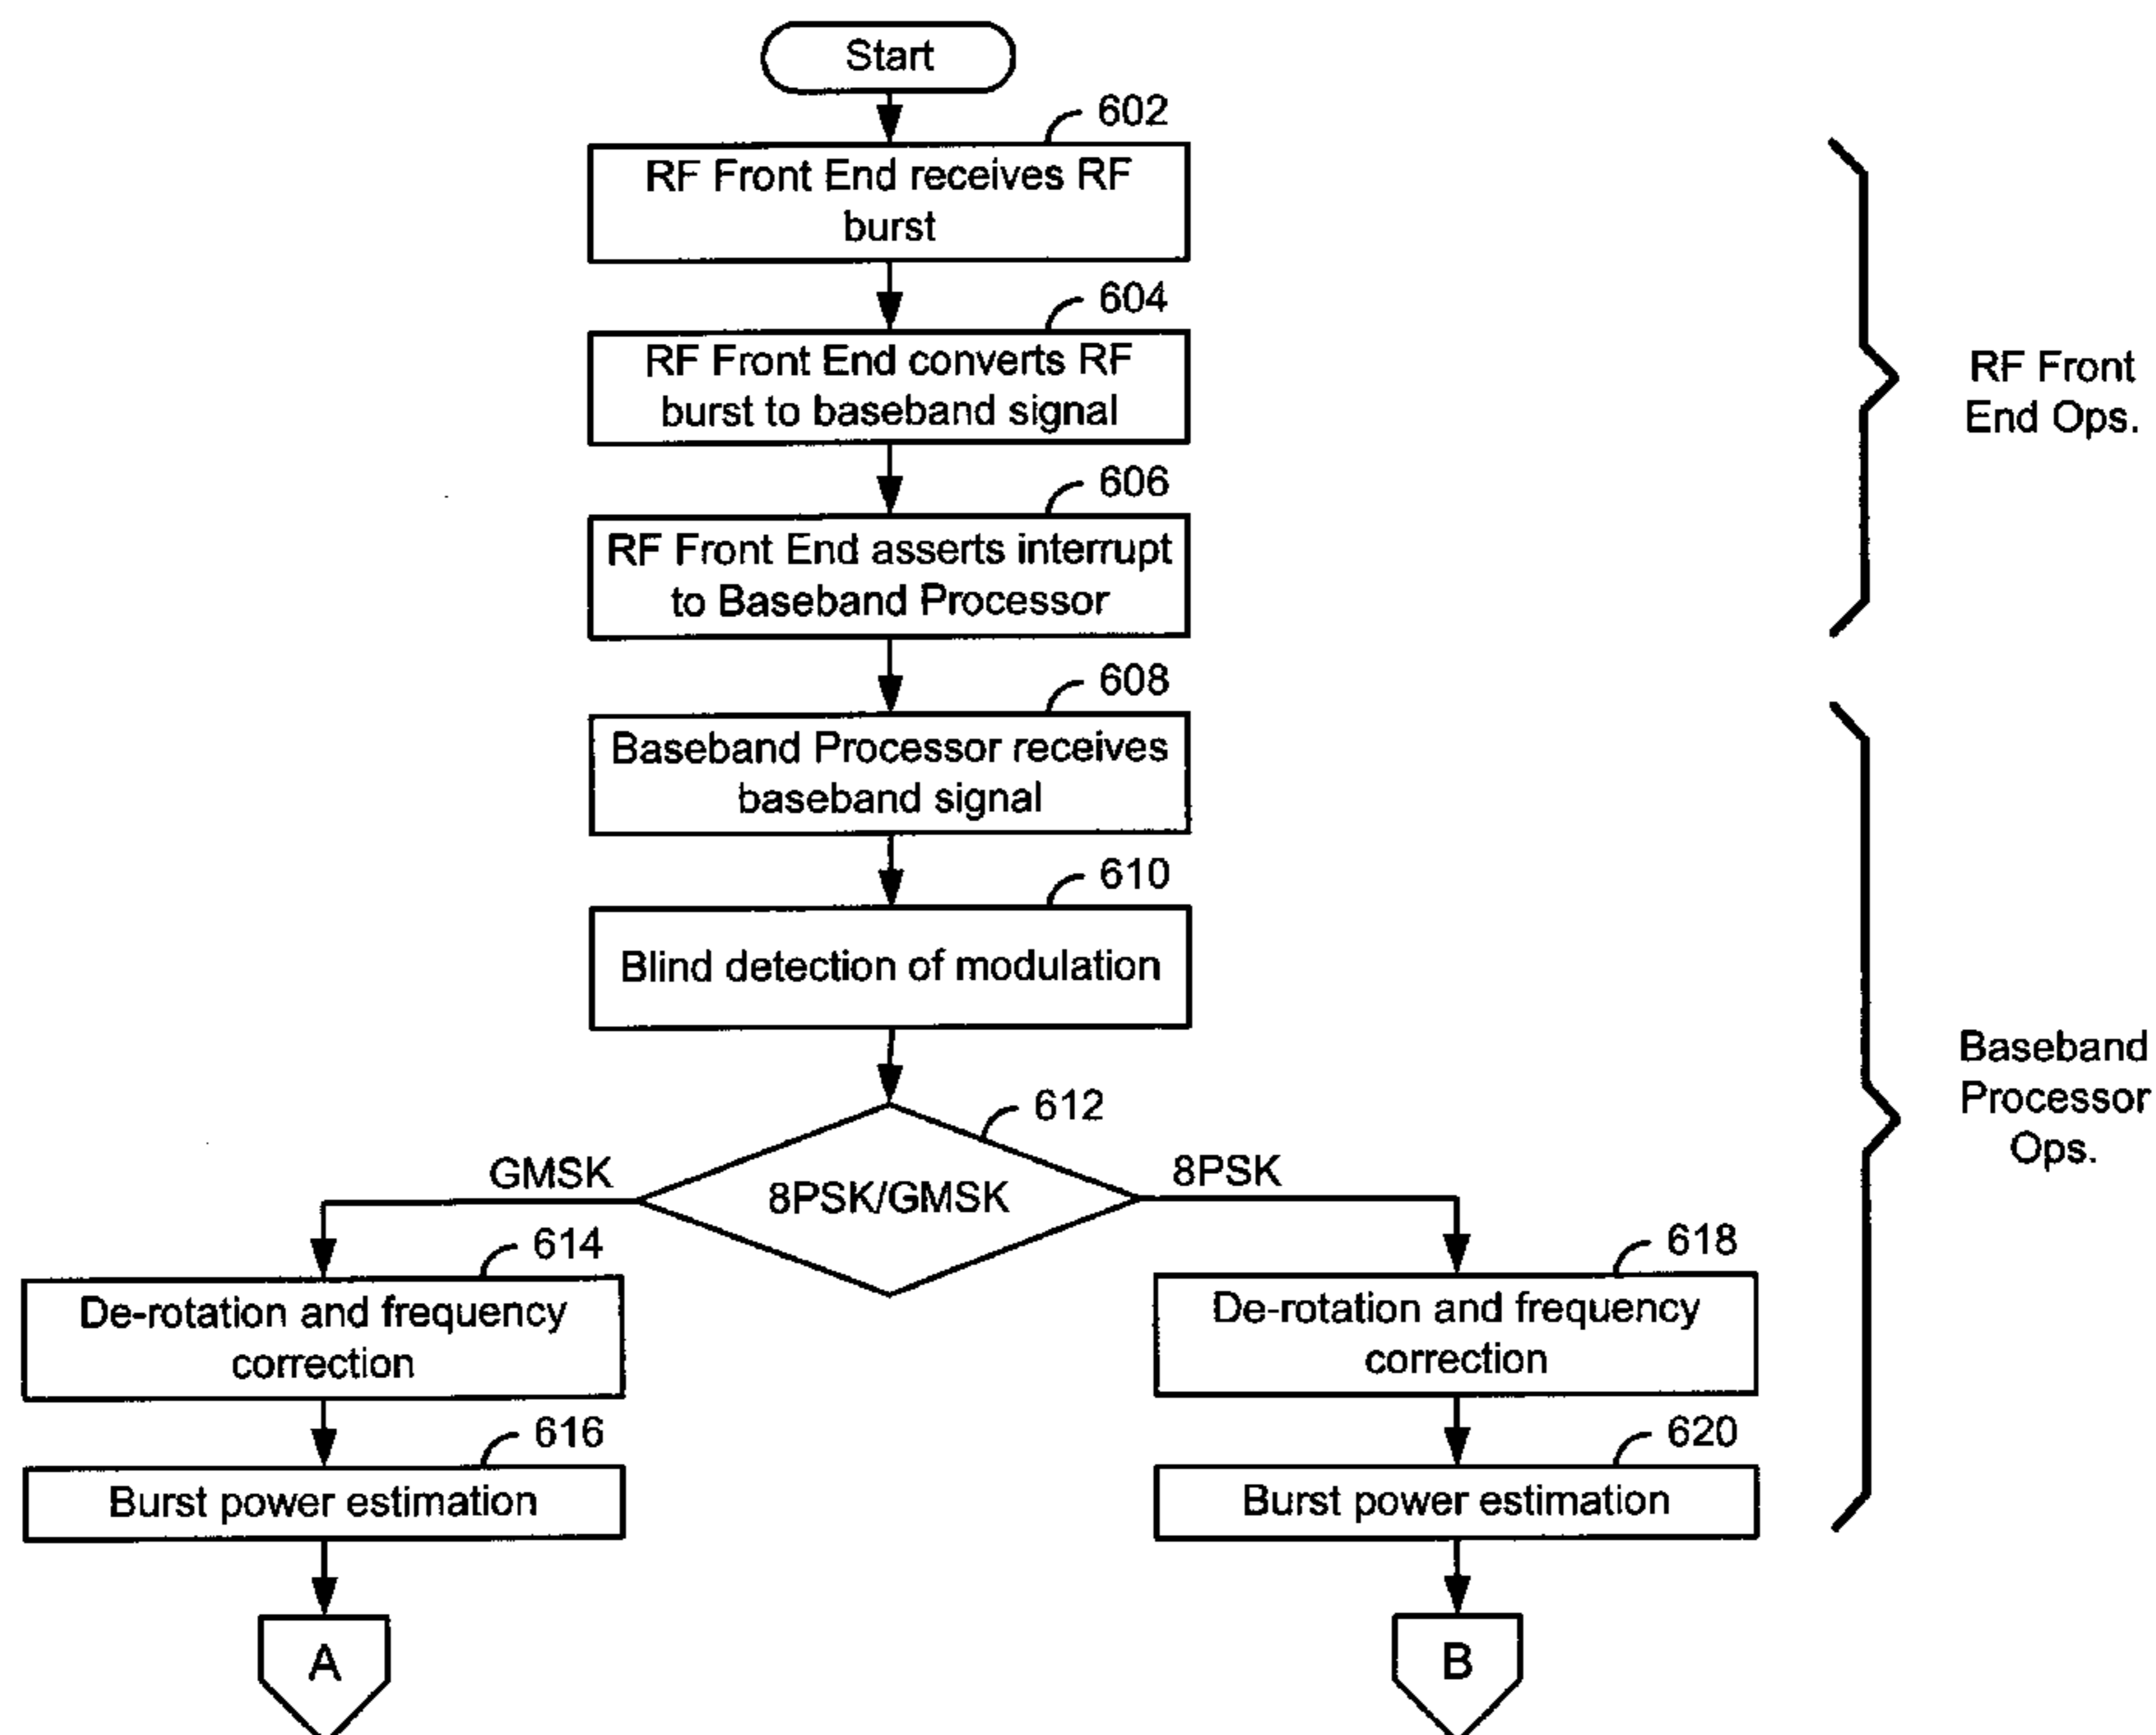 Start
602
RF Front End receives RF
burst
604
RF Front End converts RF
burst to baseband signal
RF Front
End Ops.
606
RF Front End asserts interrupt
to Baseband Processor
608
Baseband Processor receives
baseband signal
610
Blind detection of modulation
Baseband
Processor
Ops.
612
8PSK/GMSK
GMSK
8PSK
614
De-rotation and frequency
correction
618
De-rotation and frequency
correction
616
Burst power estimation
620
Burst power estimation
A
B